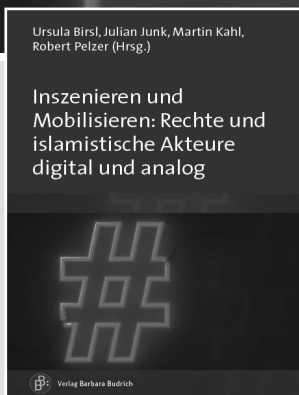 Ursula Birsl, Julian Junk, Martin Kahl,
Robert Pelzer (Hrsg.)
Inszenieren und
Mobilisieren: Rechte und
islamistische Akteure
digital und analog
#
B:
Verlag Barbara Budrich